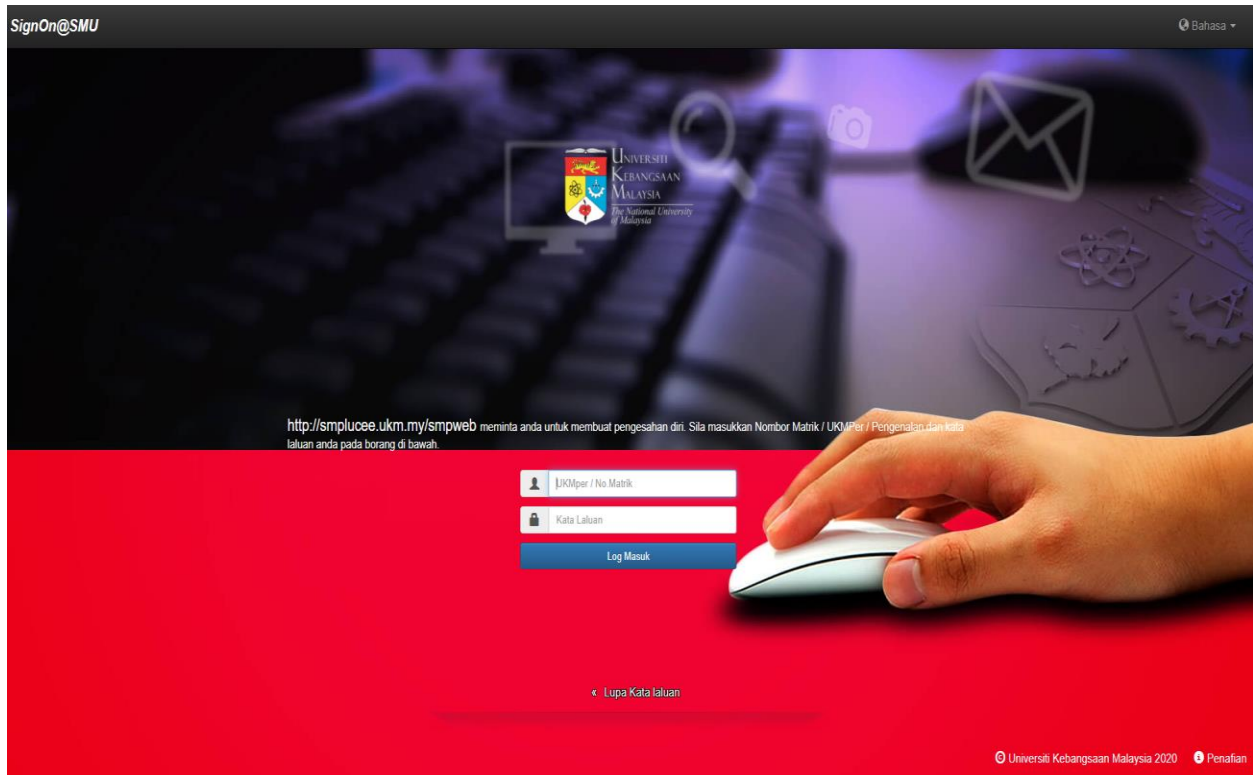 SignOn@SMU
Bahasa
UNIVERSITI
KEBANGSAAN
MALAYSIA
The National University
of Malaysia
http://smplucee.ukm.my/smpweb meminta anda untuk membuat pengesahan diri. Sila masukkan Nombor Matrik / UKMPer / Pengenalan dan kata
laluan anda pada borang di bawah.
UKMper / No.Matrik
Kata Laluan
Log Masuk
« Lupa Kata laluan
© Universiti Kebangsaan Malaysia 2020 Penafian